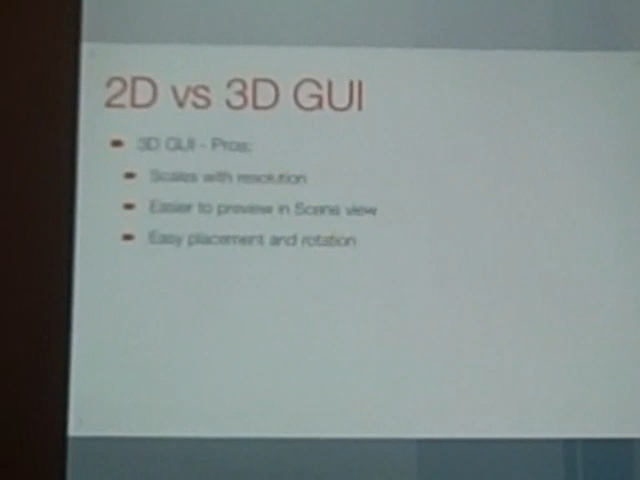 2D vs 3D GUI
3D GUI - Pros:
Scales with resolution
Easier to preview in Scene view
Easy placement and rotation